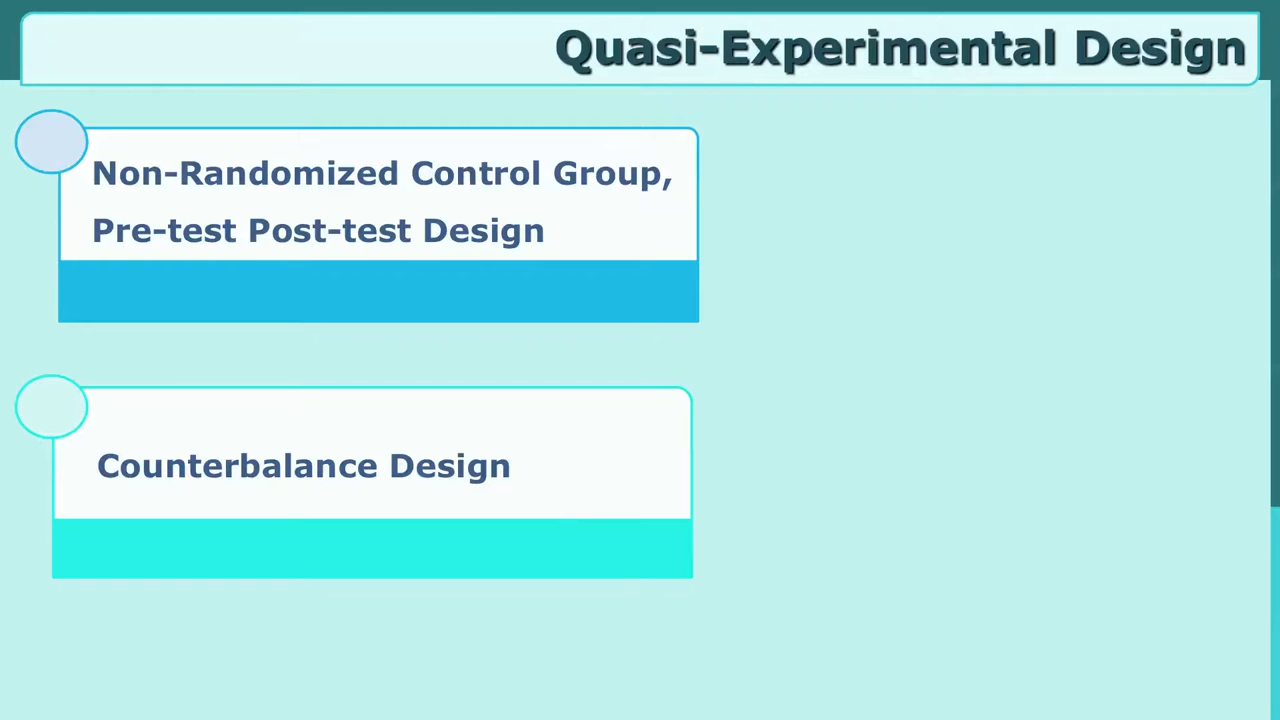 Quasi-Experimental Design
Non-Randomized Control Group,
Pre-test Post-test Design
Counterbalance Design